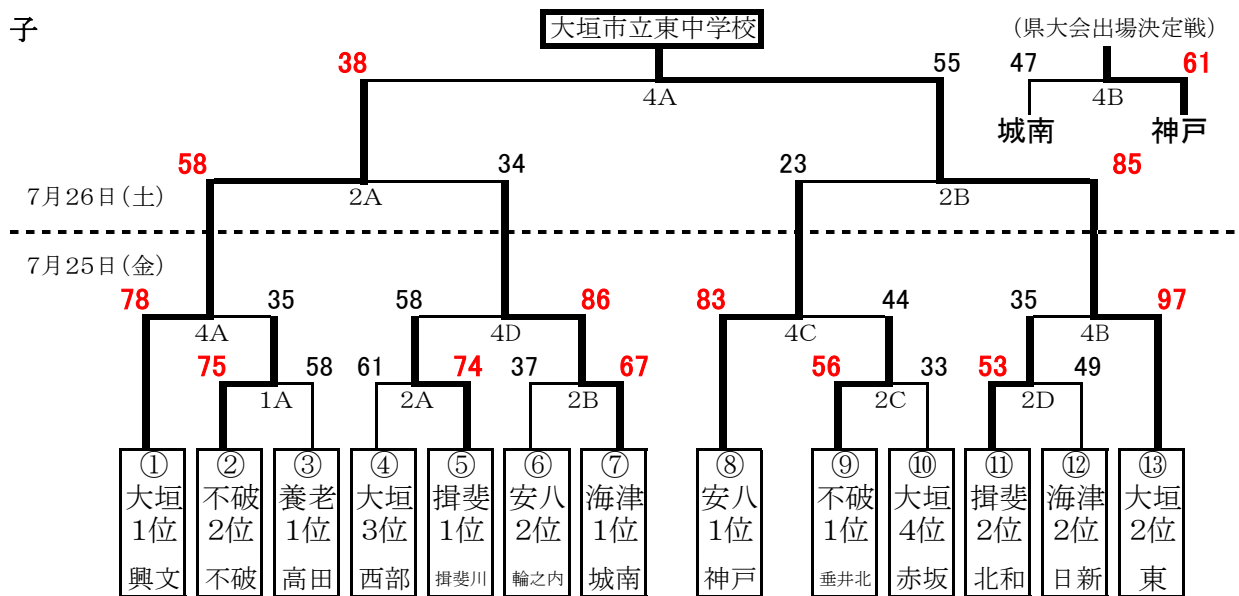 子
大垣市立東中学校
(県大会出場決定戦)
38
55
47
61
4A
4B
城南
神戸
58
34
23
85
7月26日(土)
2A
2B
7月25日(金)
78
35
58
86
83
44
35
97
4A
4D
4C
4B
75
58
61
74
37
67
56
33
53
49
1A
2A
2B
2C
2D
① ② ③ ④ ⑤ ⑥ ⑦ ⑧ ⑨ ⑩ ⑪ ⑫ ⑬
大垣 不破 養老 大垣 揖斐 安八 海津 安八 不破 大垣 揖斐 海津 大垣
1位 2位 1位 3位 1位 2位 1位 1位 1位 4位 2位 2位 2位
興文 不破 高田 西部 揖斐川 輪之内 城南 神戸 垂井北 赤坂 北和 日新 東